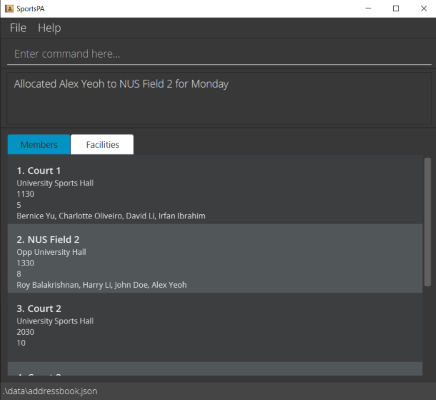 SportsPA
File Help
Enter command here...
Allocated Alex Yeoh to NUS Field 2 for Monday
Members Facilities
1. Court 1
University Sports Hall
1130
5
Bernice Yu, Charlotte Oliveiro, David Li, Irfan Ibrahim
2. NUS Field 2
Opp University Hall
1330
8
Roy Balakrishnan, Harry Li, John Doe, Alex Yeoh
3. Court 2
University Sports Hall
2030
10
.\data\addressbook.json